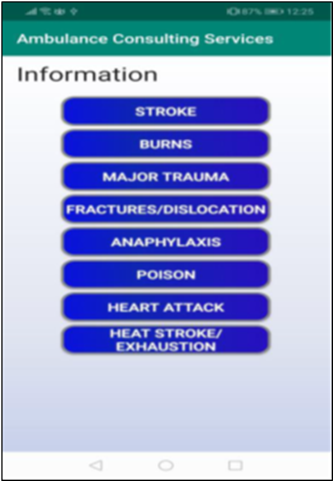 87% 12:25
Ambulance Consulting Services
Information
STROKE
BURNS
MAJOR TRAUMA
FRACTURES/DISLOCATION
ANAPHYLAXIS
POISON
HEART ATTACK
HEAT STROKE/
EXHAUSTION